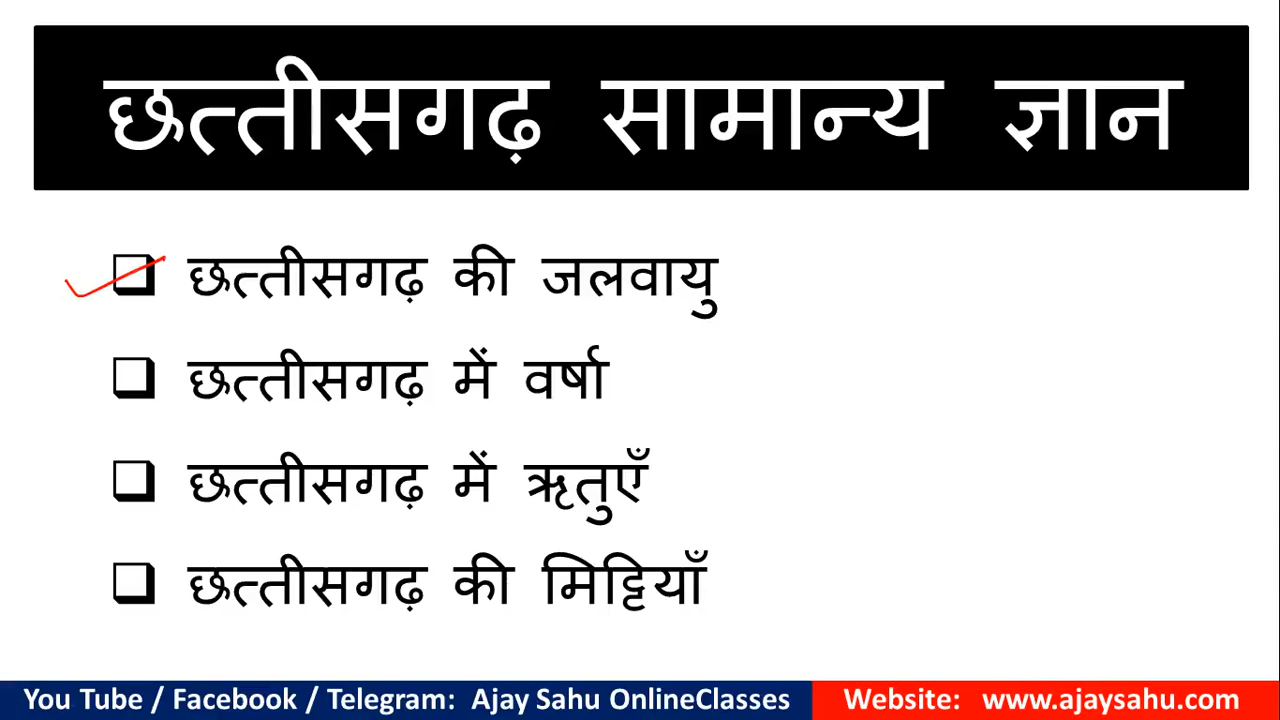 छत्तीसगढ़ सामान्य ज्ञान
छत्तीसगढ़ की जलवायु
छत्तीसगढ़ में वर्षा
छत्तीसगढ़ में ऋतुएँ
छत्तीसगढ़ की मिट्टियाँ
You Tube / Facebook / Telegram: Ajay Sahu OnlineClasses Website: www.ajaysahu.com